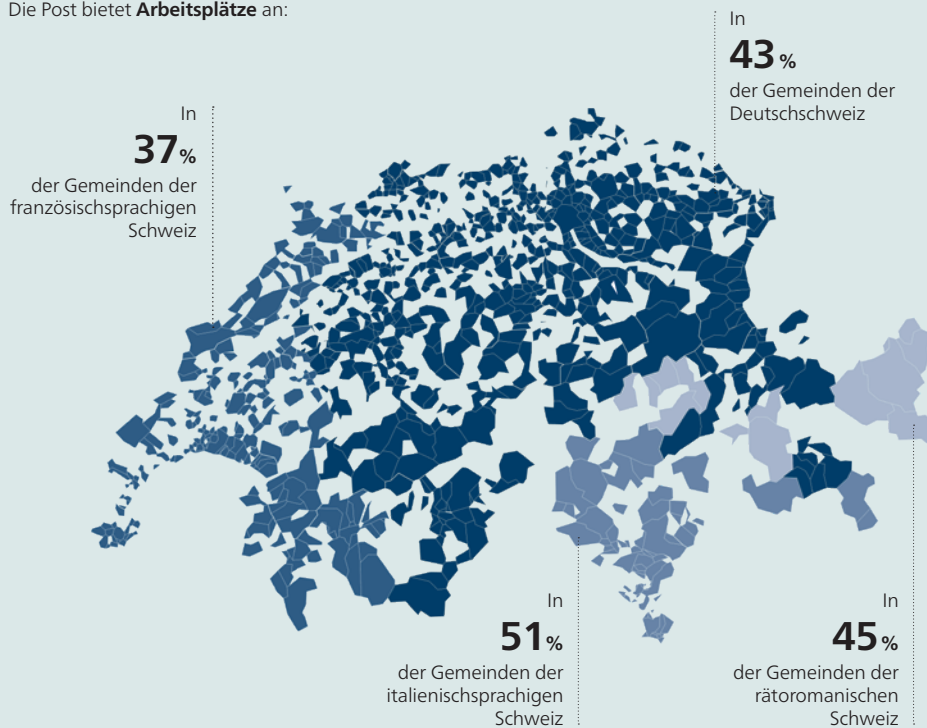 Die Post bietet Arbeitsplätze an:
In
43 %
der Gemeinden der
Deutschschweiz
In
37%
der Gemeinden der
französischsprachigen
Schweiz
In
51%
der Gemeinden der
italienischsprachigen
Schweiz
In
45%
der Gemeinden der
rätoromanischen
Schweiz